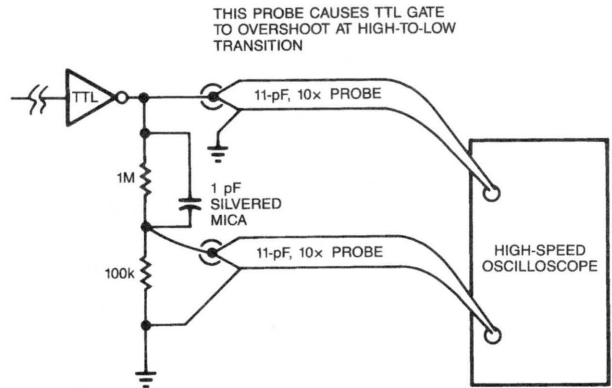 THIS PROBE CAUSES TTL GATE
TO OVERSHOOT AT HIGH-TO-LOW
TRANSITION
TTL
11-pF, 10× PROBE
1M
1 pF
SILVERED
MICA
11-pF, 10× PROBE
100k
HIGH-SPEED
OSCILLOSCOPE